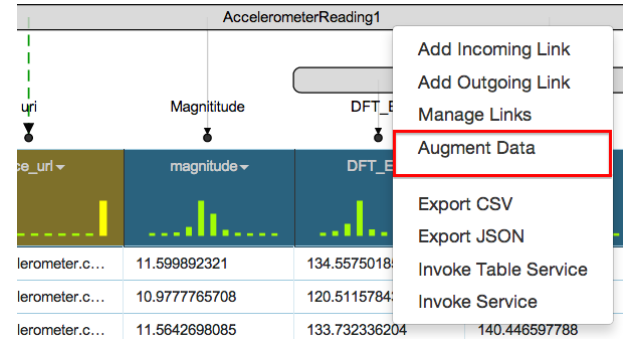 AccelerometerReading1
Add Incoming Link
Add Outgoing Link
uri Magnititude DFT_E
Manage Links
Augment Data
ce_url magnitude DFT_E
Export CSV
Export JSON
lerometer.c... 11.599892321 134.5575018
Invoke Table Service
lerometer.c... 10.9777765708 120.5115784
Invoke Service
lerometer.c... 11.5642698085 133.732336204 140.446597788